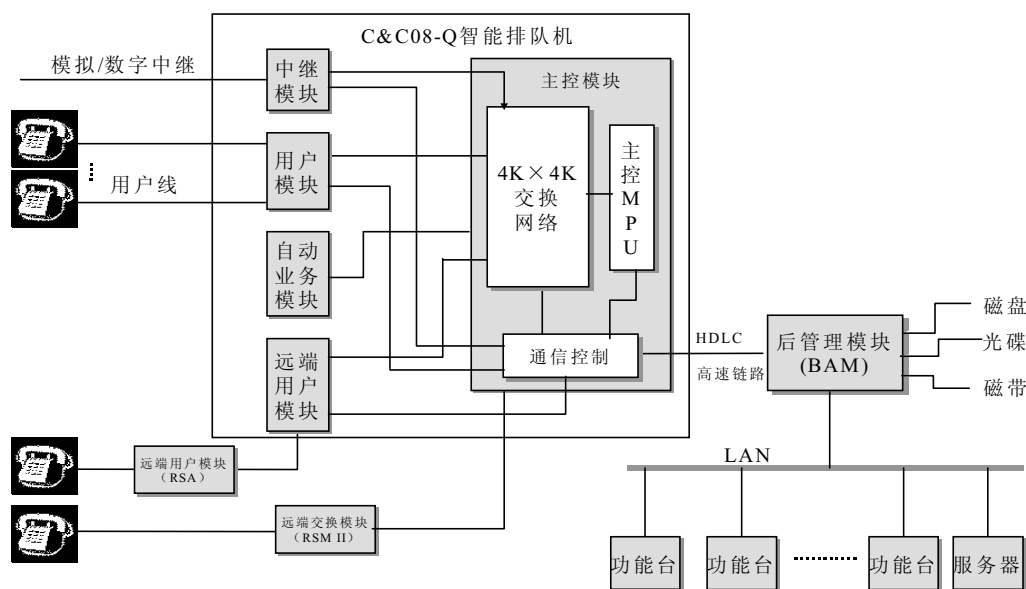 C&C08-Q智能排队机
模拟/数字中继
中继
模块
主控模块
用户线
用户
模块
4K×4K
交换
网络
主
控
M
P
U
自动
业务
模块
远端
用户
模块
通信控制
HDLC
高速链路
后管理模块
(BAM)
磁盘
光碟
磁带
远端用户模块
（RSA）
远端交换模块
（RSM II）
LAN
功能台
功能台
功能台
服务器